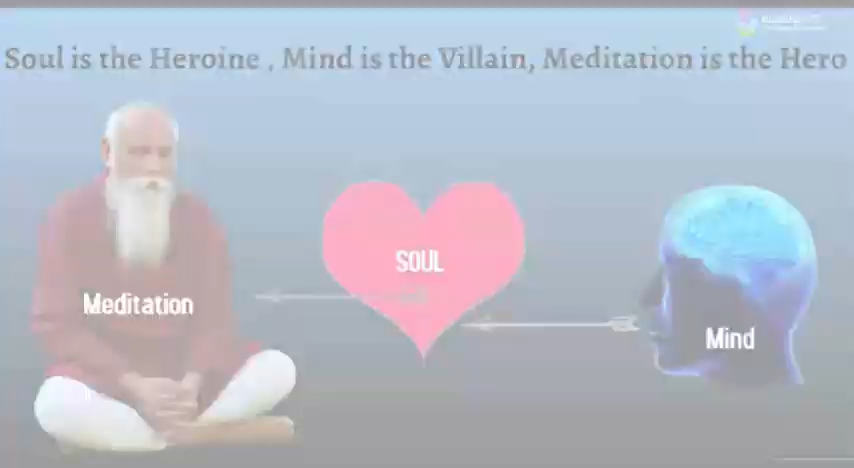 Soul is the Heroine , Mind is the Villain, Meditation is the Hero
SOUL
Meditation
Mind